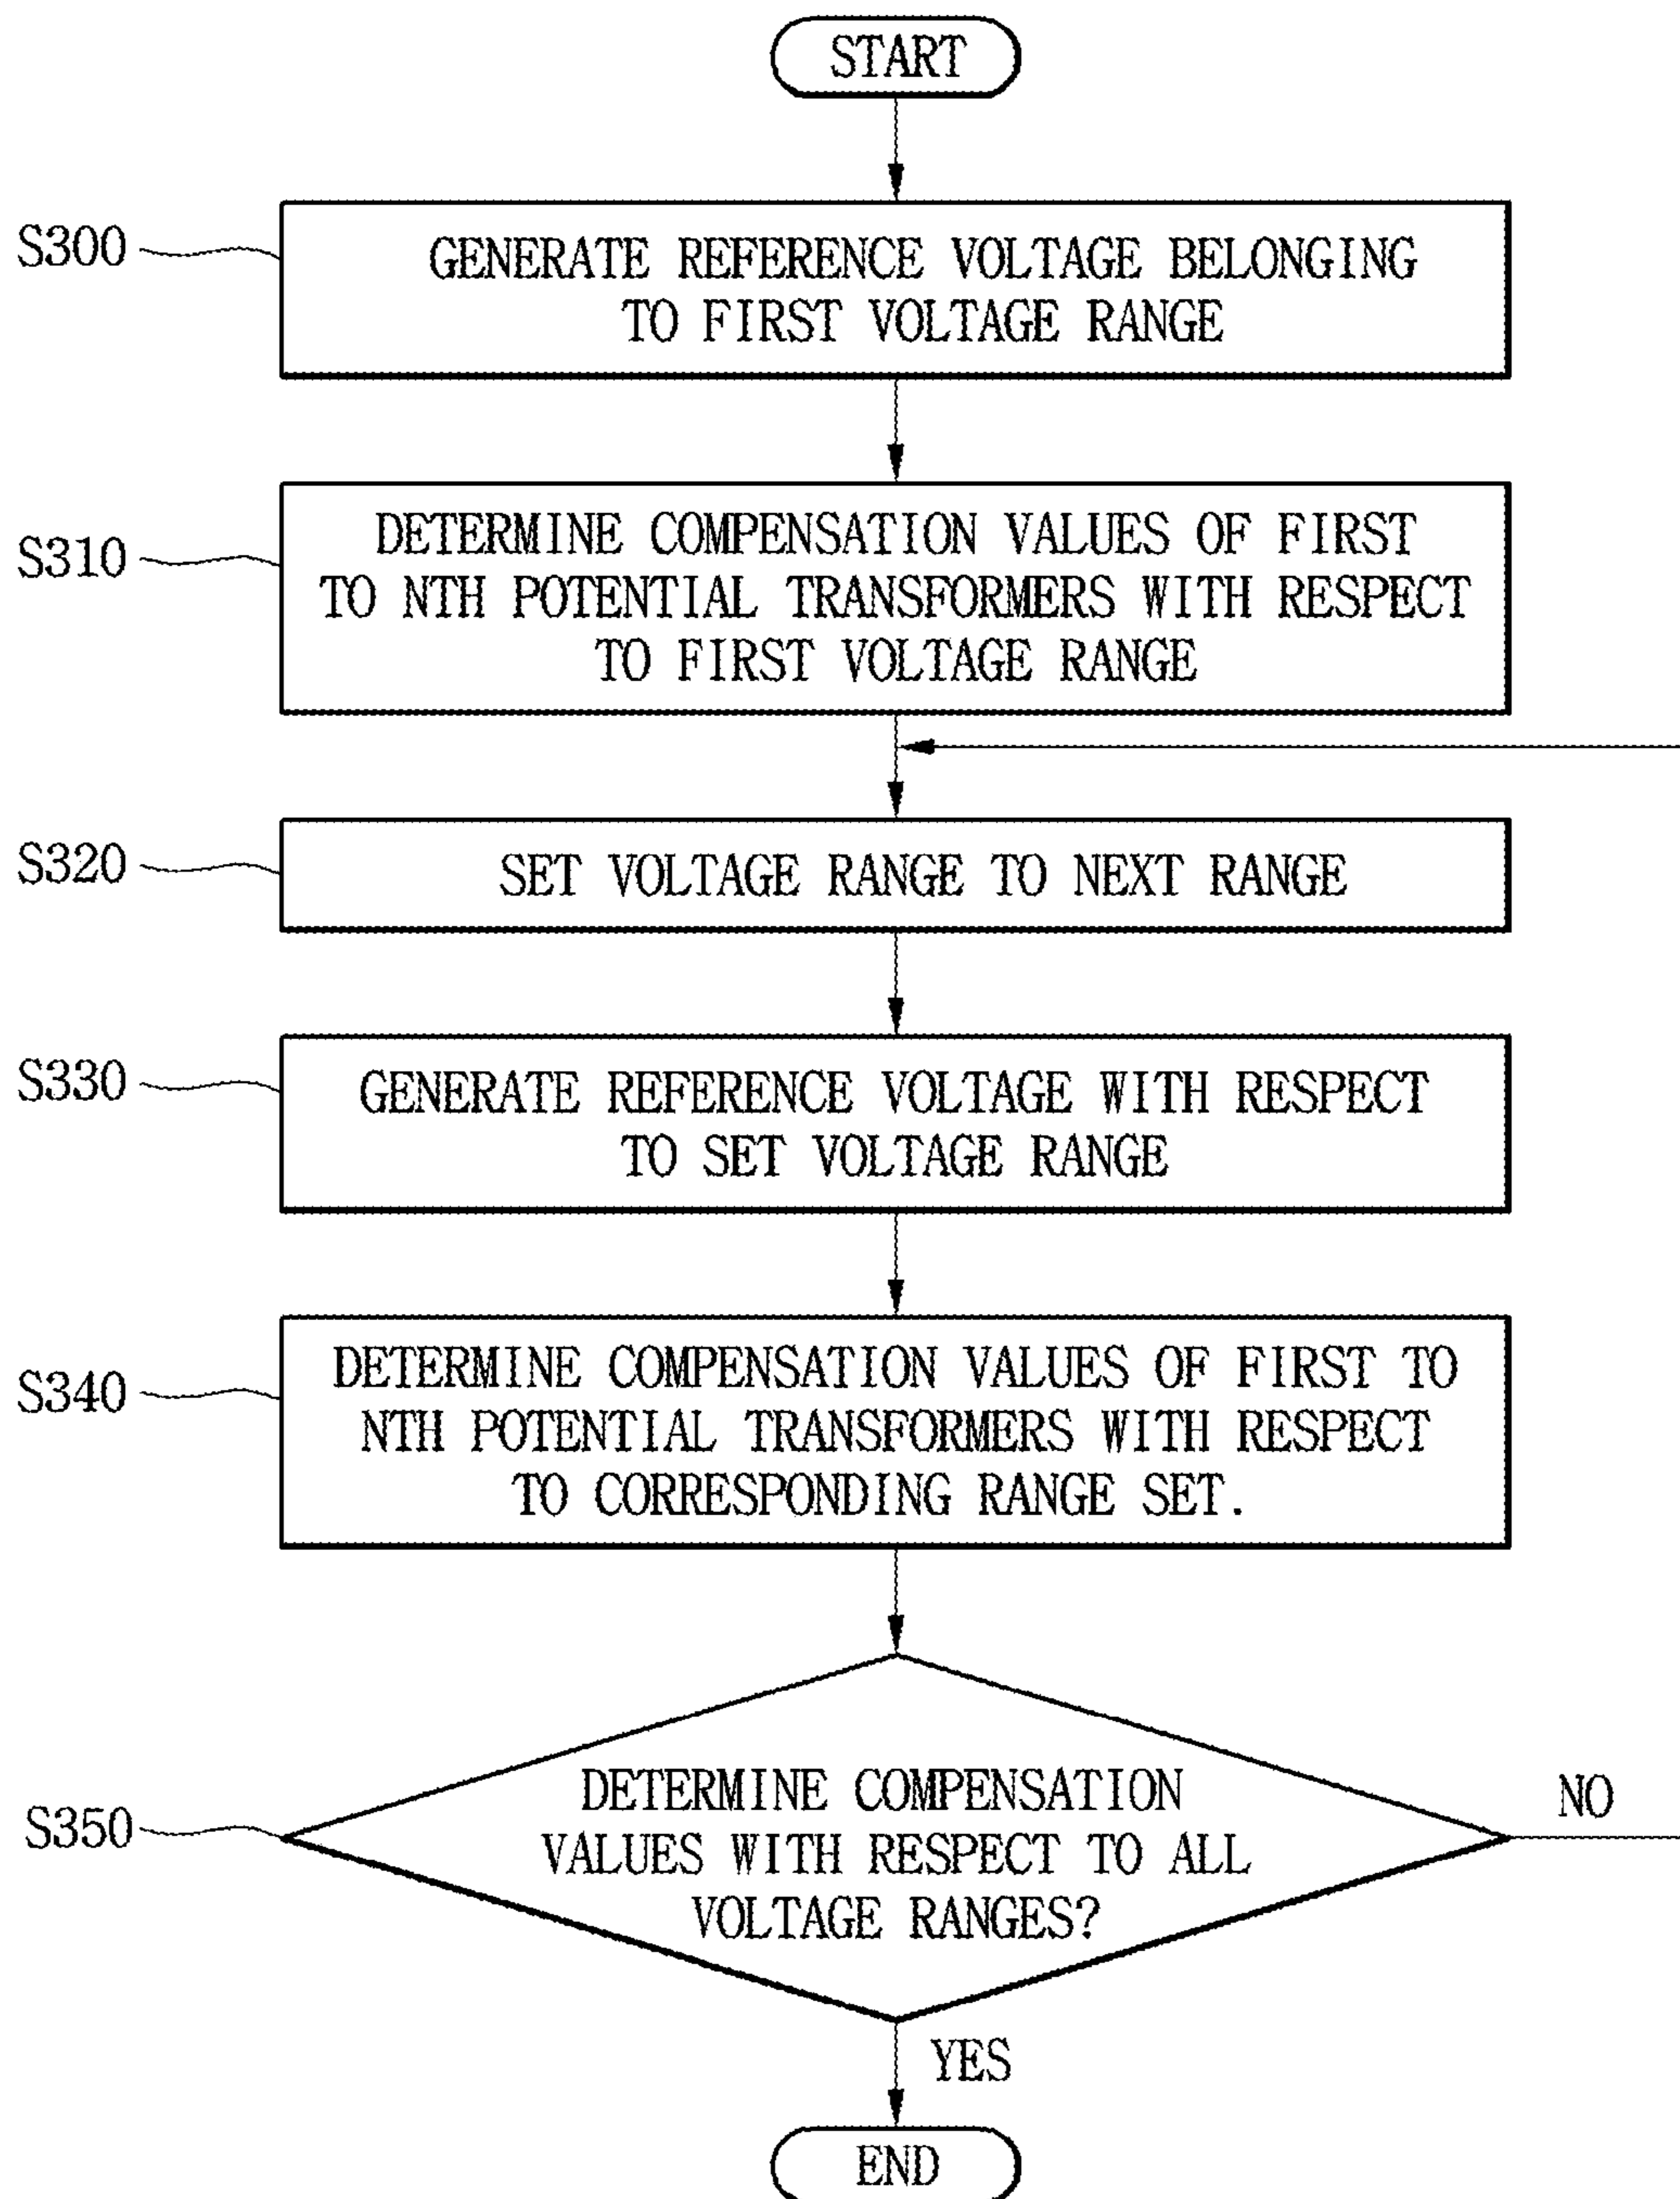 START
S300
GENERATE REFERENCE VOLTAGE BELONGING
TO FIRST VOLTAGE RANGE
S310
DETERMINE COMPENSATION VALUES OF FIRST
TO NTH POTENTIAL TRANSFORMERS WITH RESPECT
TO FIRST VOLTAGE RANGE
S320
SET VOLTAGE RANGE TO NEXT RANGE
S330
GENERATE REFERENCE VOLTAGE WITH RESPECT
TO SET VOLTAGE RANGE
S340
DETERMINE COMPENSATION VALUES OF FIRST TO
NTH POTENTIAL TRANSFORMERS WITH RESPECT
TO CORRESPONDING RANGE SET.
S350
DETERMINE COMPENSATION
VALUES WITH RESPECT TO ALL
VOLTAGE RANGES?
NO
YES
END